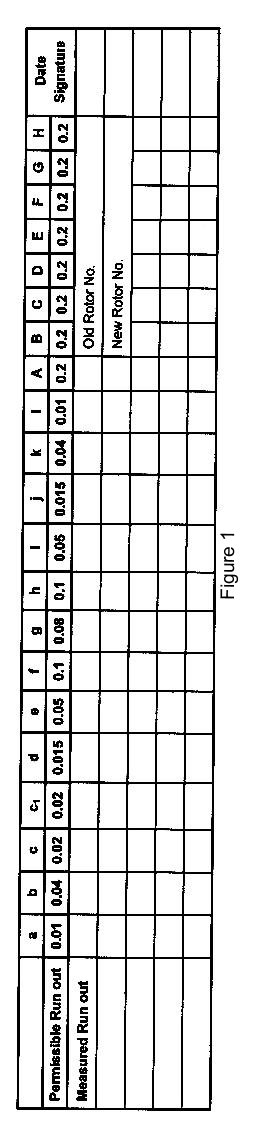 a b c c₁ d e f g h i j k l A B C D E F G H Date
Permissible Run out 0.01 0.04 0.02 0.02 0.015 0.05 0.1 0.08 0.1 0.05 0.015 0.04 0.01 0.2 0.2 0.2 0.2 0.2 0.2 0.2 0.2 Signature
Measured Run out Old Rotor No.
New Rotor No.
Figure 1